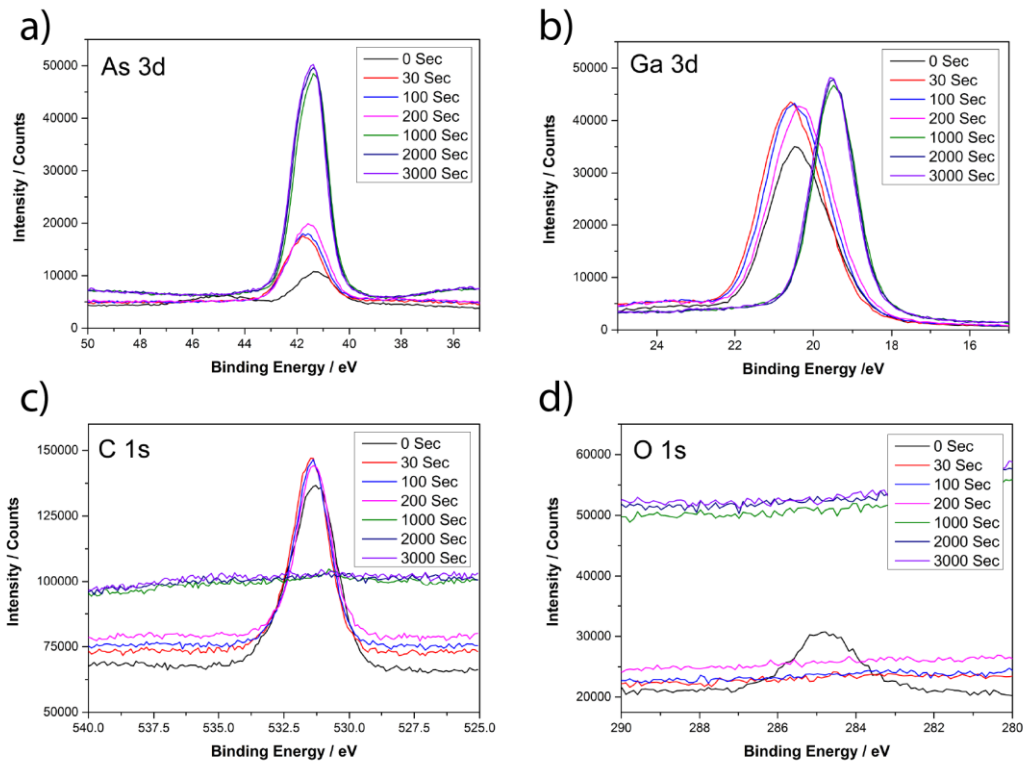 a)
As 3d
0 Sec
30 Sec
100 Sec
200 Sec
1000 Sec
2000 Sec
3000 Sec
50000
40000
30000
20000
10000
0
Intensity / Counts
50 48 46 44 42 40 38 36
Binding Energy / eV
b)
Ga 3d
0 Sec
30 Sec
100 Sec
200 Sec
1000 Sec
2000 Sec
3000 Sec
50000
40000
30000
20000
10000
0
Intensity / Counts
24 22 20 18 16
Binding Energy /eV
c)
C 1s
0 Sec
30 Sec
100 Sec
200 Sec
1000 Sec
2000 Sec
3000 Sec
150000
125000
100000
75000
50000
Intensity / Counts
540.0 537.5 535.0 532.5 530.0 527.5 525.0
Binding Energy / eV
d)
O 1s
0 Sec
30 Sec
100 Sec
200 Sec
1000 Sec
2000 Sec
3000 Sec
60000
50000
40000
30000
20000
Intensity / Counts
290 288 286 284 282 280
Binding Energy / eV